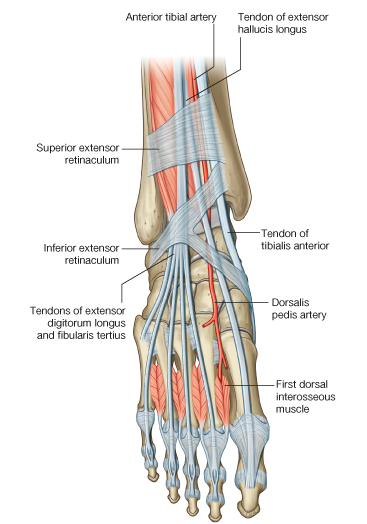 Anterior tibial artery
Tendon of extensor
hallucis longus
Superior extensor
retinaculum
Inferior extensor
retinaculum
Tendon of
tibialis anterior
Tendons of extensor
digitorum longus
and fibularis tertius
Dorsalis
pedis artery
First dorsal
interosseous
muscle